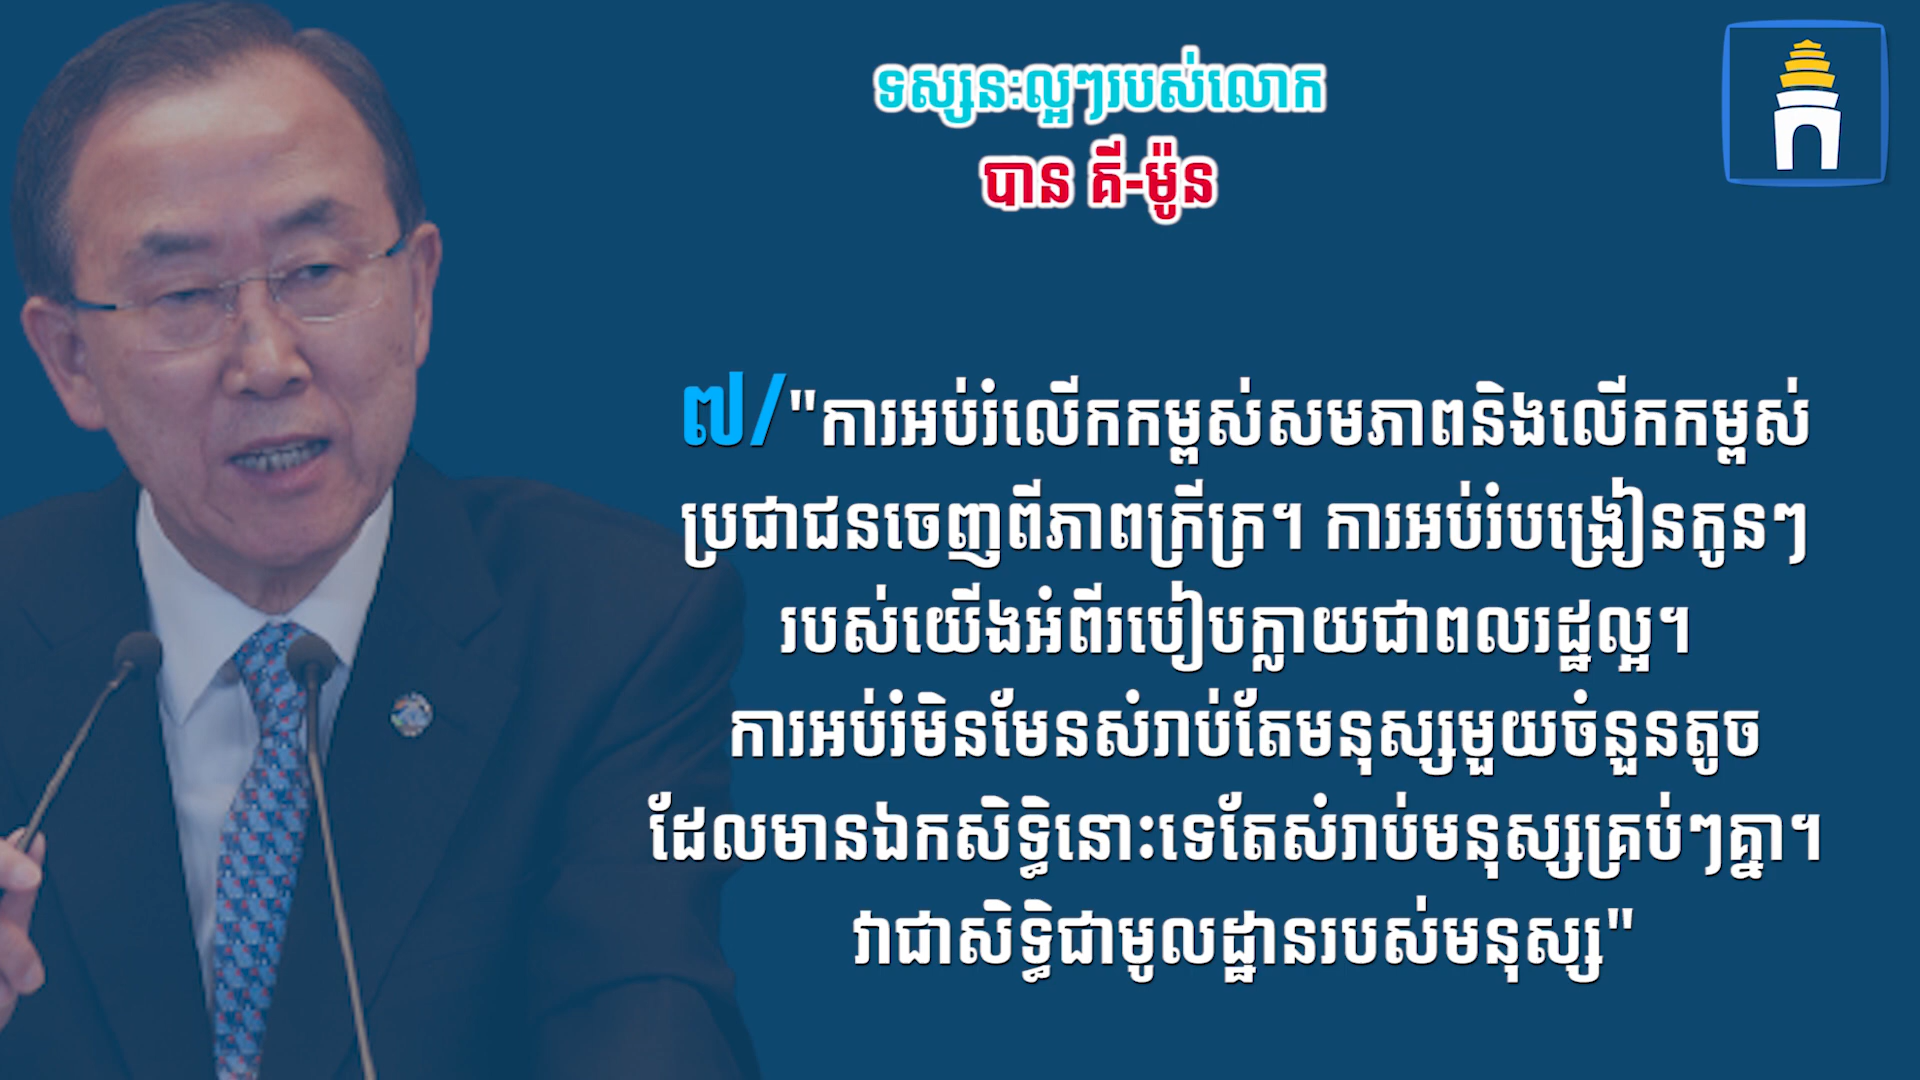 ទស្សនៈល្អៗរបស់លោក
បាន គី-ម៉ូន
៧/"ការអប់រំលើកកម្ពស់សមភាពនិងលើកកម្ពស់
ប្រជាជនចេញពីភាពក្រីក្រ។ ការអប់រំបង្រៀនកូនៗ
របស់យើងអំពីរបៀបក្លាយជាពលរដ្ឋល្អ។
ការអប់រំមិនមែនសំរាប់តែមនុស្សមួយចំនួនតូច
ដែលមានឯកសិទ្ធិនោះទេតែសំរាប់មនុស្សគ្រប់ៗគ្នា។
វាជាសិទ្ធិជាមូលដ្ឋានរបស់មនុស្ស"